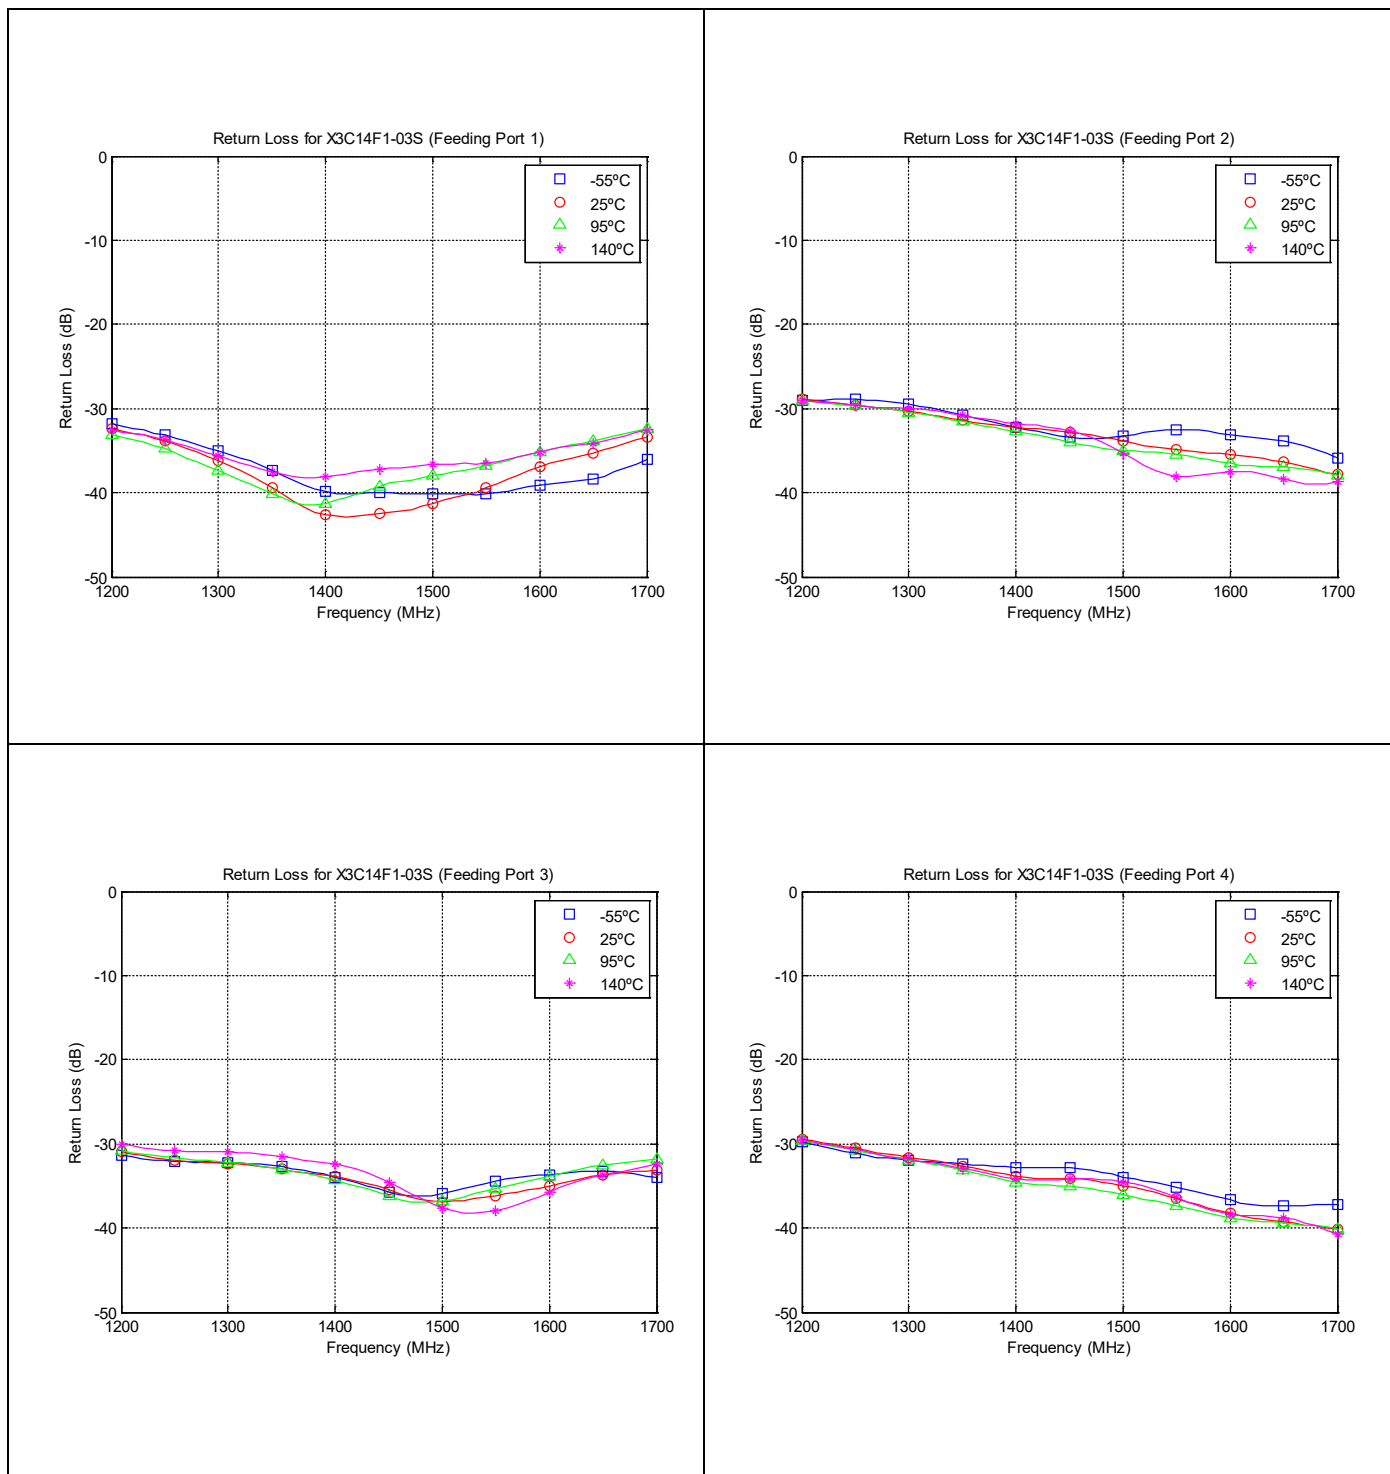 Return Loss for X3C14F1-03S (Feeding Port 1)
0
-10
-20
-30
-40
-50
Return Loss (dB)
-55ºC
25ºC
95ºC
140ºC
1200 1300 1400 1500 1600 1700
Frequency (MHz)
Return Loss for X3C14F1-03S (Feeding Port 2)
0
-10
-20
-30
-40
-50
Return Loss (dB)
-55ºC
25ºC
95ºC
140ºC
1200 1300 1400 1500 1600 1700
Frequency (MHz)
Return Loss for X3C14F1-03S (Feeding Port 3)
0
-10
-20
-30
-40
-50
Return Loss (dB)
-55ºC
25ºC
95ºC
140ºC
1200 1300 1400 1500 1600 1700
Frequency (MHz)
Return Loss for X3C14F1-03S (Feeding Port 4)
0
-10
-20
-30
-40
-50
Return Loss (dB)
-55ºC
25ºC
95ºC
140ºC
1200 1300 1400 1500 1600 1700
Frequency (MHz)